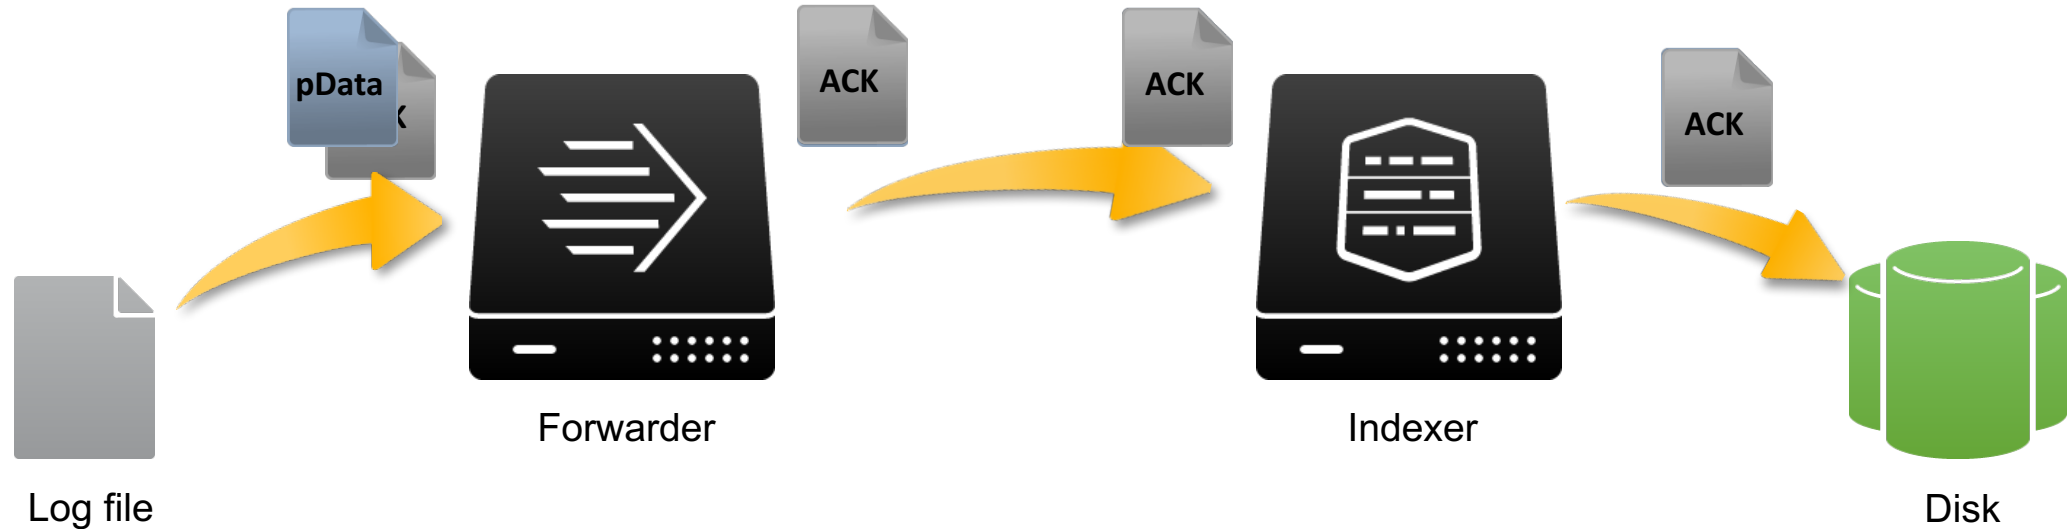 pData
ACK
ACK
ACK
Forwarder
Indexer
Log file
Disk